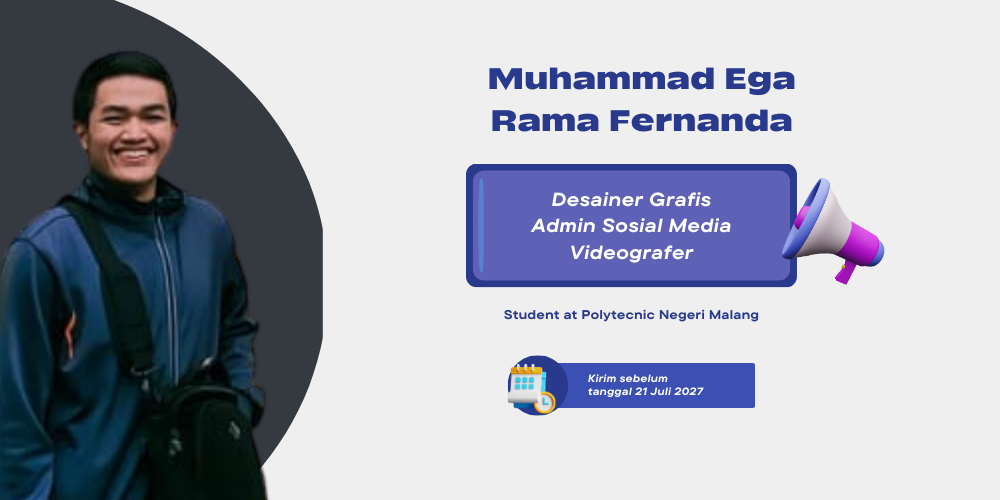 Muhammad Ega
Rama Fernanda
Desainer Grafis
Admin Sosial Media
Videografer
Student at Polytecnic Negeri Malang
Kirim sebelum
tanggal 21 Juli 2027